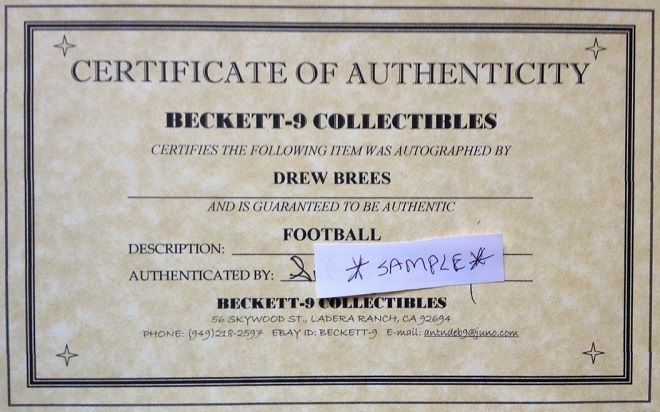 CERTIFICATE OF AUTHENTICITY
BECKETT-9 COLLECTIBLES
CERTIFIES THE FOLLOWING ITEM WAS AUTOGRAPHED BY
DREW BREES
AND IS GUARANTEED TO BE AUTHENTIC
FOOTBALL
DESCRIPTION:
AUTHENTICATED BY:
*SAMPLE*
BECKETT-9 COLLECTIBLES
56 SKYWOOD ST., LADERA RANCH, CA 92694
PHONE: (949)218-2597 EBAY ID: BECKETT-9 E-mail: antndeb9@juno.com